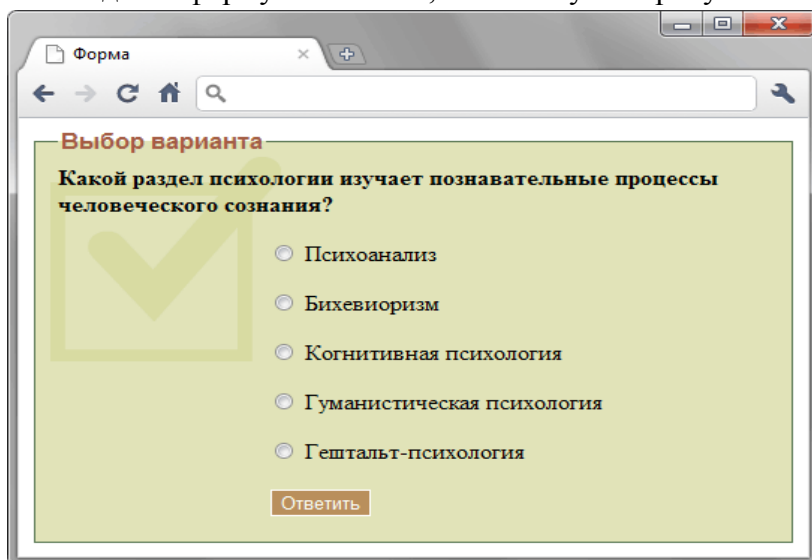 Форма
Выбор варианта
Какой раздел психологии изучает познавательные процессы
человеческого сознания?
Психоанализ
Бихевиоризм
Когнитивная психология
Гуманистическая психология
Гештальт-психология
Ответить